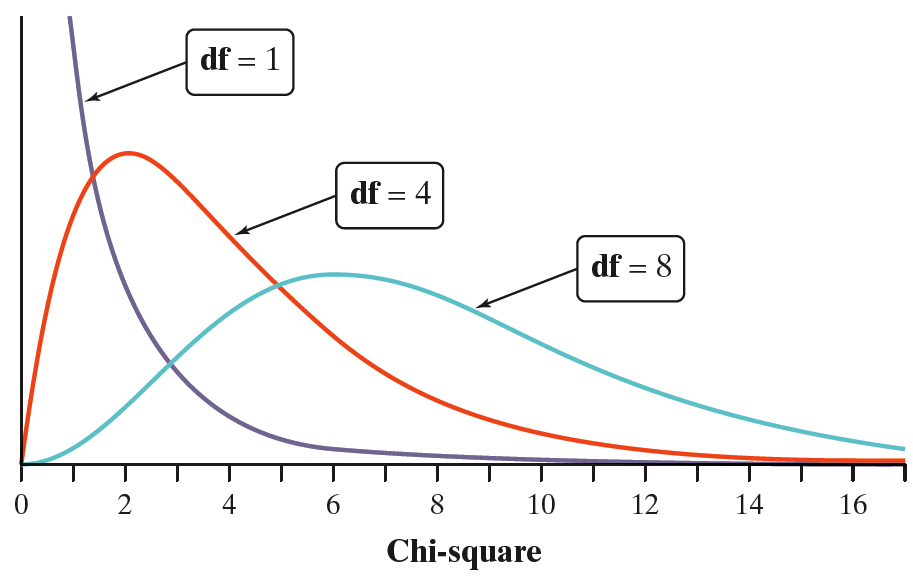 df = 1
df = 4
df = 8
0 2 4 6 8 10 12 14 16
Chi-square